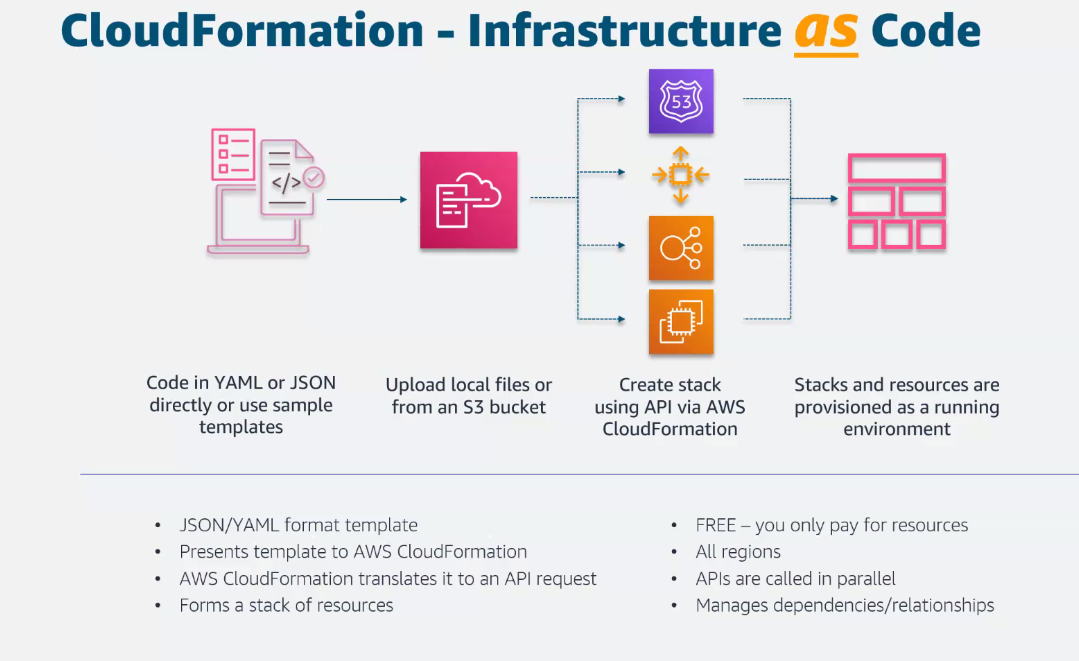 CloudFormation - Infrastructure as Code
53
</>
Code in YAML or JSON
directly or use sample
templates
Upload local files or
from an S3 bucket
Create stack
using API via AWS
CloudFormation
Stacks and resources are
provisioned as a running
environment
• JSON/YAML format template
• Presents template to AWS CloudFormation
• AWS CloudFormation translates it to an API request
• Forms a stack of resources
• FREE – you only pay for resources
• All regions
• APIs are called in parallel
• Manages dependencies/relationships